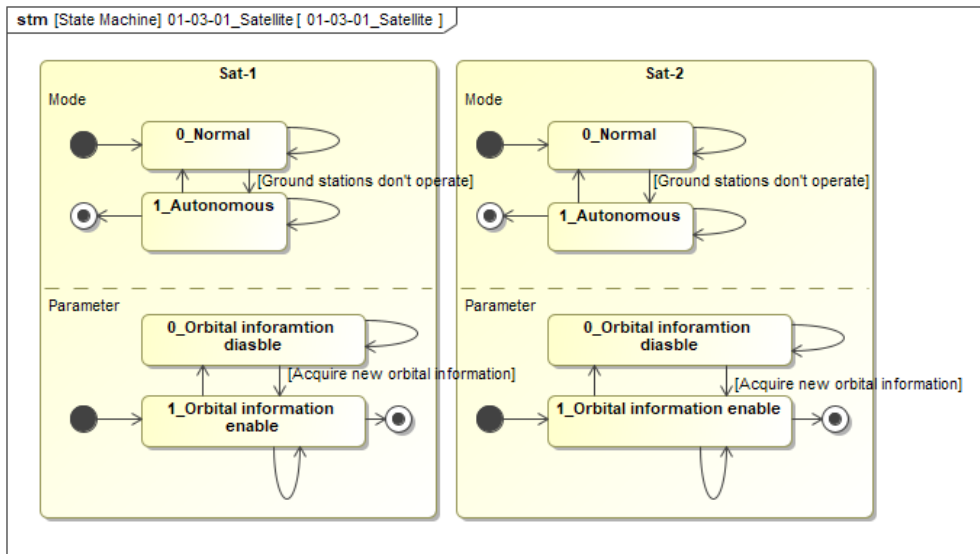 stm [State Machine] 01-03-01_Satellite [ 01-03-01_Satellite ]
Sat-1
Mode
0_Normal
[Ground stations don't operate]
1_Autonomous
Parameter
0_Orbital inforamtion
diasble
[Acquire new orbital information]
1_Orbital information
enable
Sat-2
Mode
0_Normal
[Ground stations don't operate]
1_Autonomous
Parameter
0_Orbital inforamtion
diasble
[Acquire new orbital information]
1_Orbital information enable